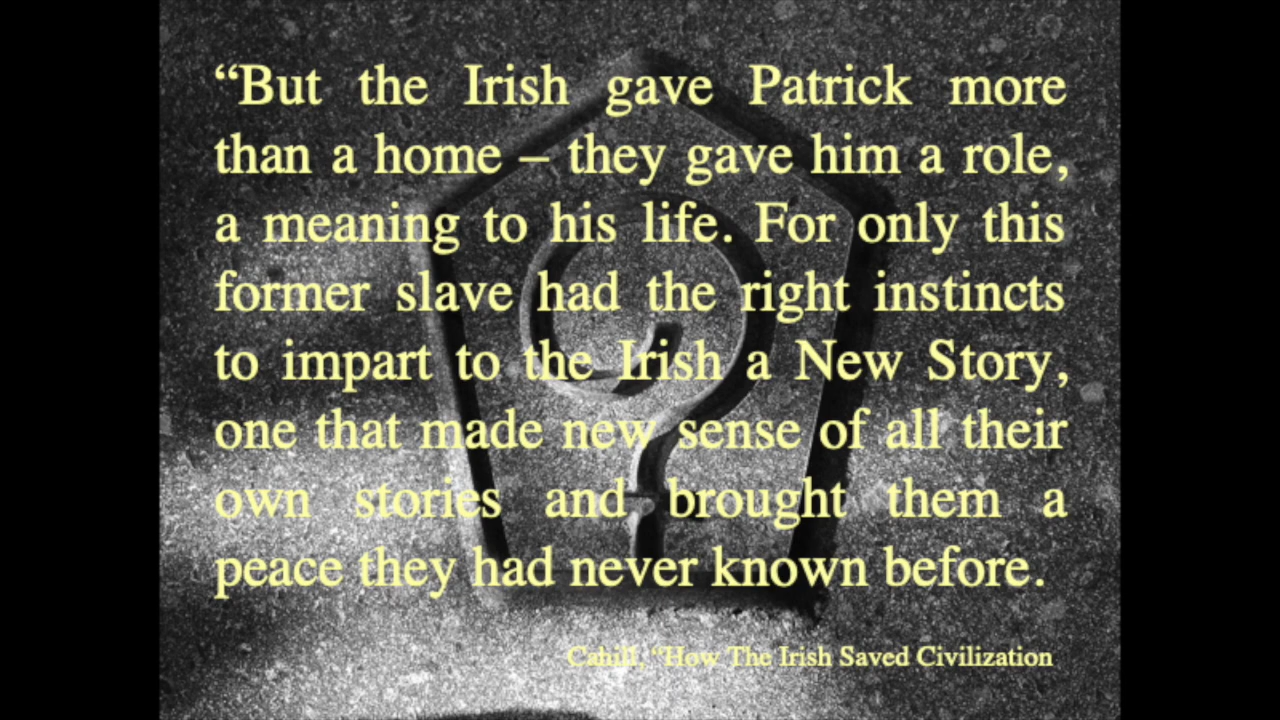 “But the Irish gave Patrick more
than a home – they gave him a role,
a meaning to his life. For only this
former slave had the right instincts
to impart to the Irish a New Story,
one that made new sense of all their
own stories and brought them a
peace they had never known before.
Cahill, “How The Irish Saved Civilization